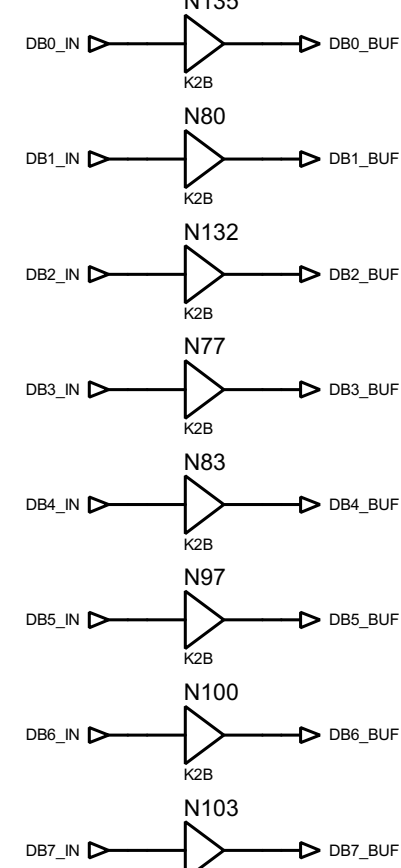 N135
DB0_IN DB0_BUF
K2B
N80
DB1_IN DB1_BUF
K2B
N132
DB2_IN DB2_BUF
K2B
N77
DB3_IN DB3_BUF
K2B
N83
DB4_IN DB4_BUF
K2B
N97
DB5_IN DB5_BUF
K2B
N100
DB6_IN DB6_BUF
K2B
N103
DB7_IN DB7_BUF